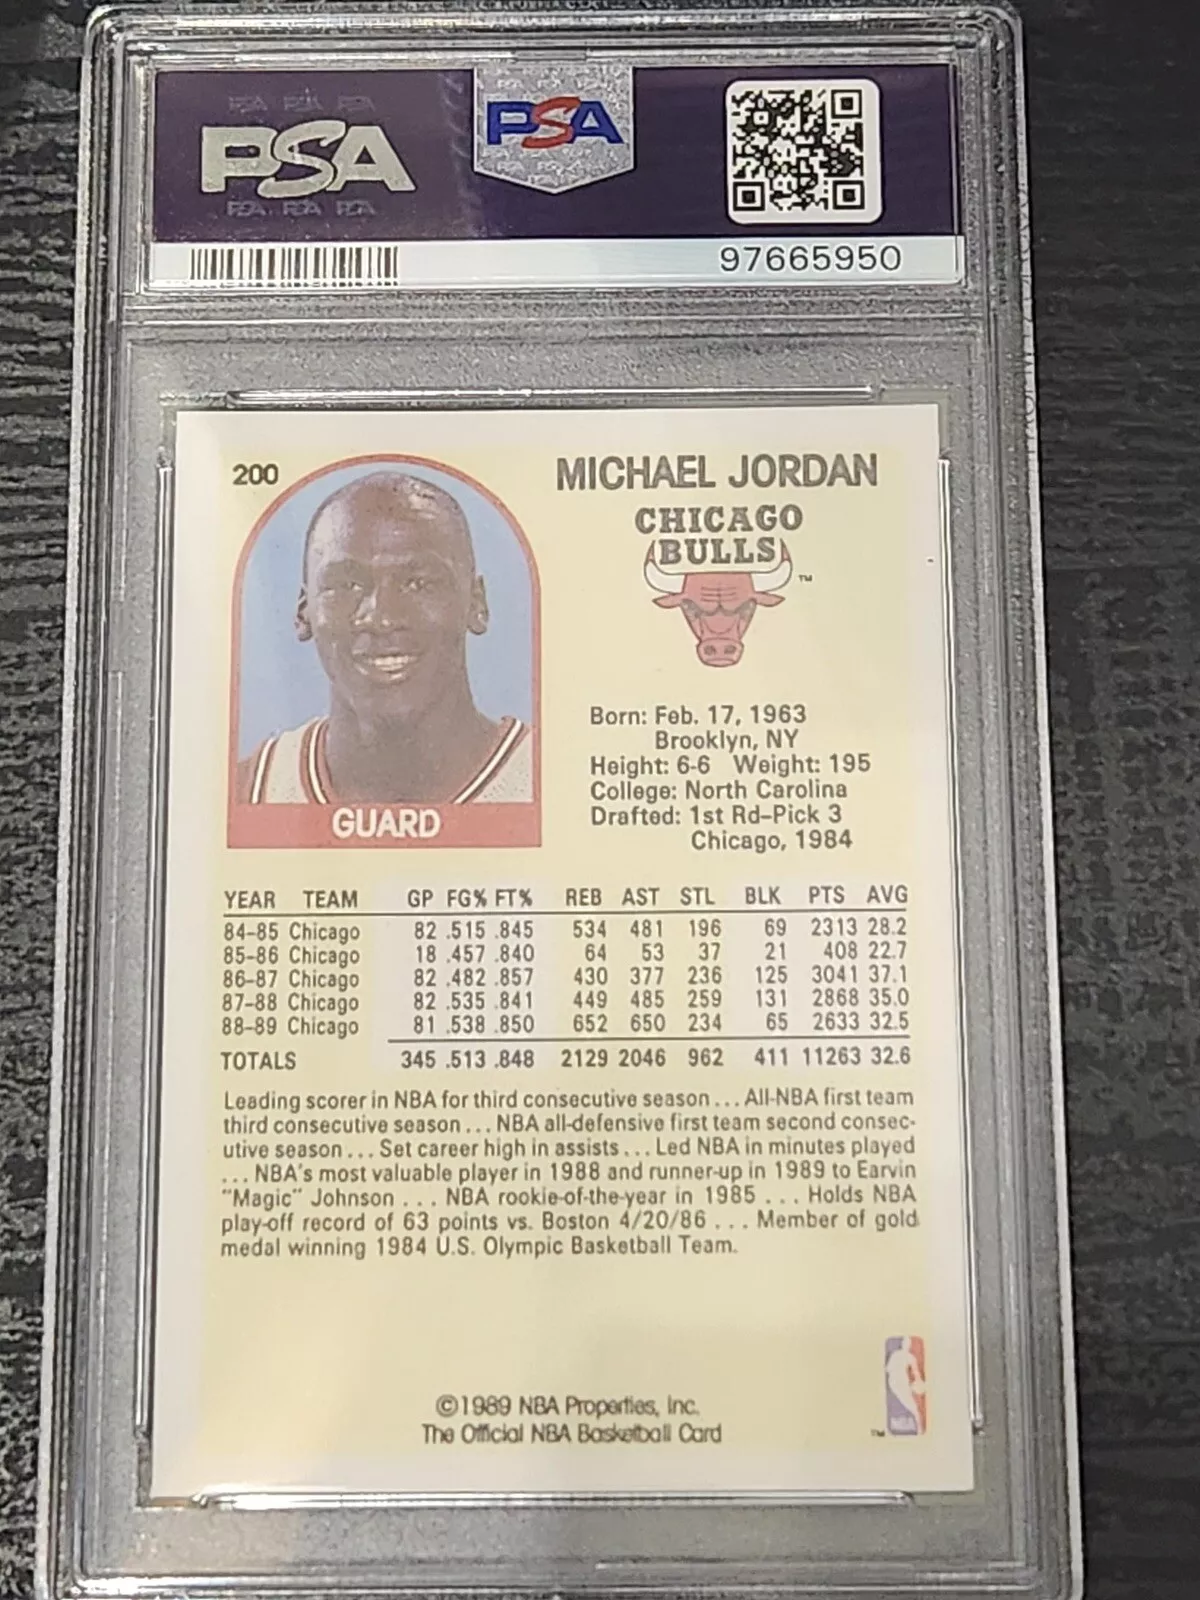 PSA PSA PSA
PSA
PSA PSA PSA
PSA
97665950
200
MICHAEL JORDAN
CHICAGO
BULLS
™
Born: Feb. 17, 1963
Brooklyn, NY
Height: 6-6 Weight: 195
College: North Carolina
Drafted: 1st Rd-Pick 3
Chicago, 1984
GUARD
YEAR TEAM GP FG% FT% REB AST STL BLK PTS AVG
84-85 Chicago 82 .515 .845 534 481 196 69 2313 28.2
85-86 Chicago 18 .457 .840 64 53 37 21 408 22.7
86-87 Chicago 82 .482 .857 430 377 236 125 3041 37.1
87-88 Chicago 82 .535 .841 449 485 259 131 2868 35.0
88-89 Chicago 81 .538 .850 652 650 234 65 2633 32.5
TOTALS 345 .513 .848 2129 2046 962 411 11263 32.6
Leading scorer in NBA for third consecutive season ... All-NBA first team
third consecutive season ... NBA all-defensive first team second consec-
utive season ... Set career high in assists ... Led NBA in minutes played
... NBA's most valuable player in 1988 and runner-up in 1989 to Earvin
"Magic" Johnson ... NBA rookie-of-the-year in 1985 ... Holds NBA
play-off record of 63 points vs. Boston 4/20/86 ... Member of gold
medal winning 1984 U.S. Olympic Basketball Team.
©1989 NBA Properties, Inc.
The Official NBA Basketball Card
™
NBA